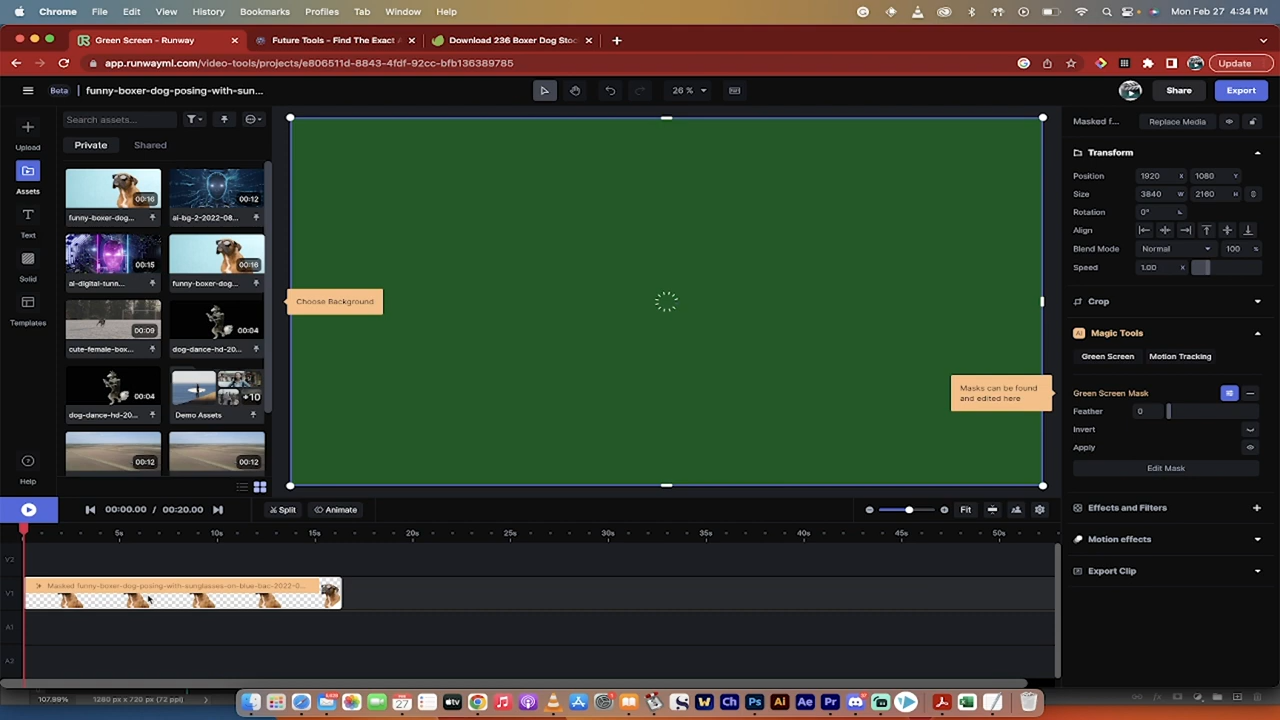 Chrome File Edit View History Bookmarks Profiles Tab Window Help Mon Feb 27 4:34 PM
Green Screen - Runway Future Tools - Find The Exact A Download 236 Boxer Dog Stoc
app.runwayml.com/video-tools/projects/e806511d-8843-4fdf-92cc-bfb136389785 Update
Beta funny-boxer-dog-posing-with-sun... 26 % Share Export
Search assets... Masked f... Replace Media
Upload Private Shared Transform
Position 1920 X 1080 Y
Assets 00:16 00:12
Size 3840 W 2160 H
funny-boxer-dog... ai-bg-2-2022-08...
Text Rotation 0°
Align
Blend Mode Normal 100 %
Solid 00:15 00:16
Speed 1.00 X
ai-digital-tunn... funny-boxer-dog...
Choose Background Crop
Templates 00:09 00:04
Magic Tools
cute-female-box... dog-dance-hd-20...
Green Screen Motion Tracking
Masks can be found
and edited here
00:04 +10
Green Screen Mask
Feather 0
dog-dance-hd-20... Demo Assets
Invert
Apply
00:12 00:12
Edit Mask
Help
00:00.00 / 00:20.00 Split Animate Fit Effects and Filters
5s 10s 15s 20s 25s 30s 35s 40s 45s 50s
Motion effects
V2
Export Clip
Masked funny-boxer-dog-posing-with-sunglasses-on-blue-bac-2022-0...
V1
A1
A2
107.99% 1280 px x 720 px (72 ppi)